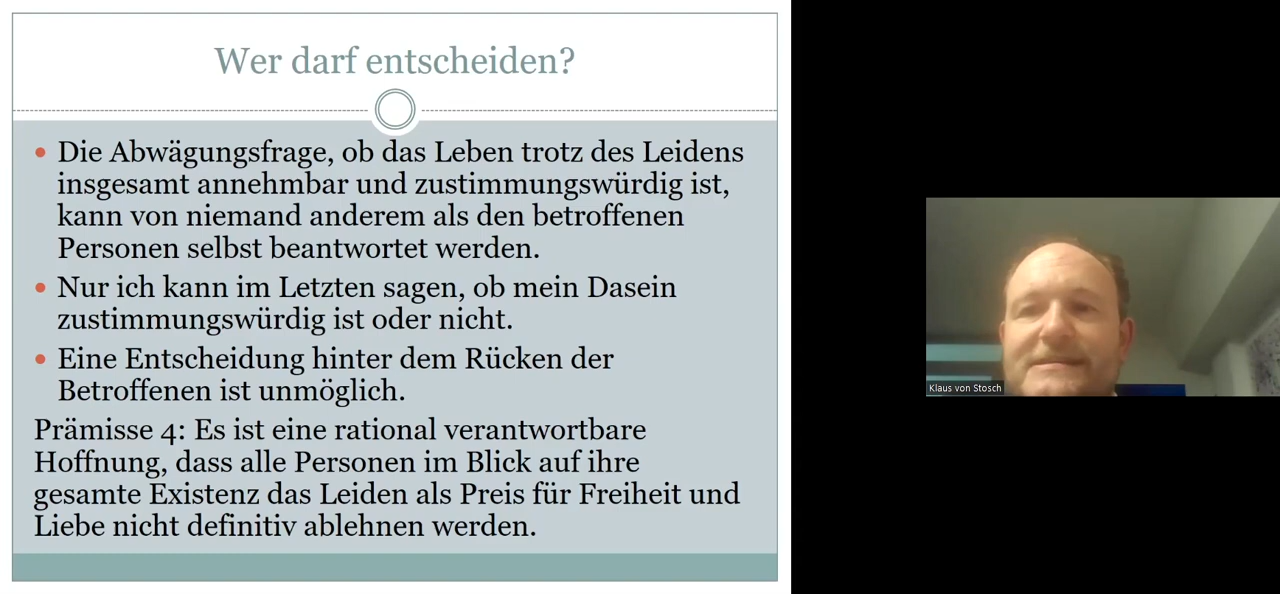 Wer darf entscheiden?
Die Abwägungsfrage, ob das Leben trotz des Leidens
insgesamt annehmbar und zustimmungswürdig ist,
kann von niemand anderem als den betroffenen
Personen selbst beantwortet werden.
Nur ich kann im Letzten sagen, ob mein Dasein
zustimmungswürdig ist oder nicht.
Eine Entscheidung hinter dem Rücken der
Betroffenen ist unmöglich.
Prämisse 4: Es ist eine rational verantwortbare
Hoffnung, dass alle Personen im Blick auf ihre
gesamte Existenz das Leiden als Preis für Freiheit und
Liebe nicht definitiv ablehnen werden.
Klaus von Stosch